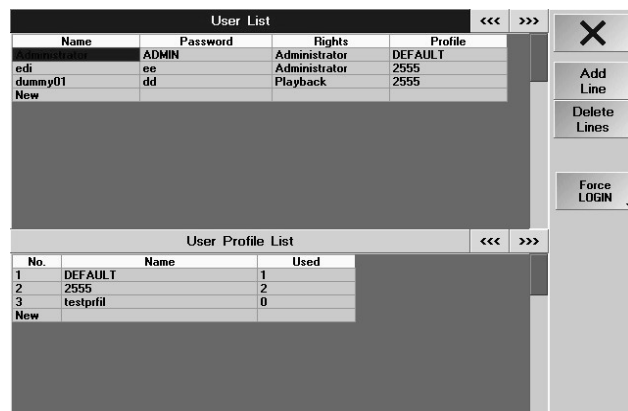 User List
<<<
>>>
Name Password Rights Profile
Administrator ADMIN Administrator DEFAULT
edi ee Administrator 2555
dummy01 dd Playback 2555
New
Add
Line
Delete
Lines
Force
LOGIN
User Profile List
<<<
>>>
No. Name Used
1 DEFAULT 1
2 2555 2
3 testprfil 0
New